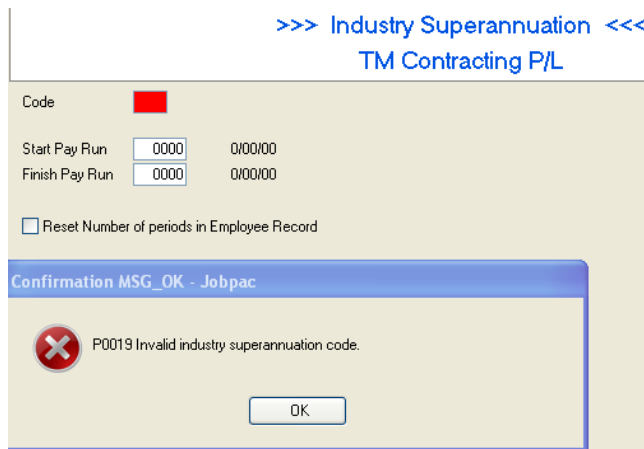 >>> Industry Superannuation <<<
TM Contracting P/L
Code
Start Pay Run 0000 0/00/00
Finish Pay Run 0000 0/00/00
Reset Number of periods in Employee Record
Confirmation MSG_OK - Jobpac
P0019 Invalid industry superannuation code.
OK